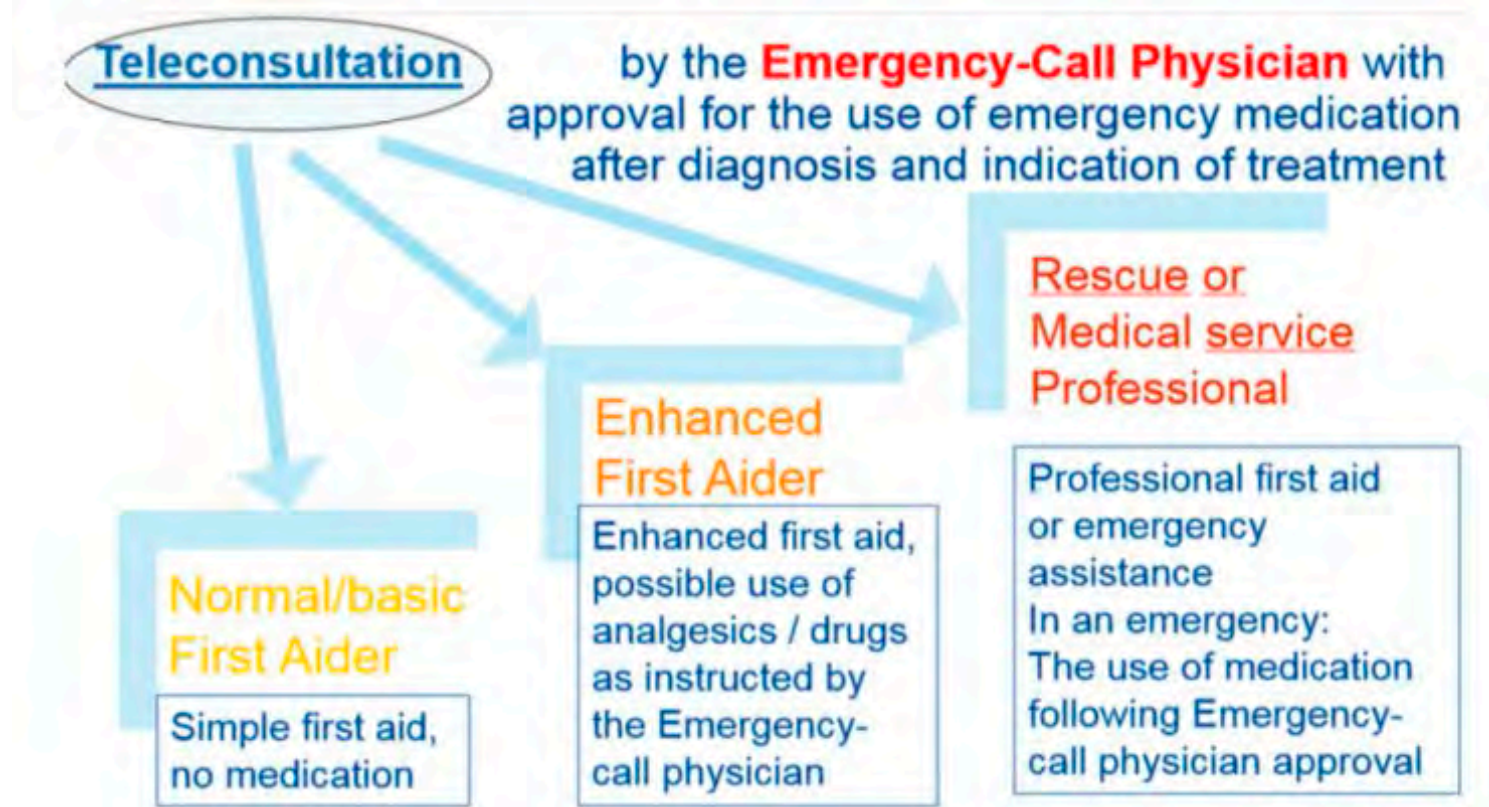 Teleconsultation
by the Emergency-Call Physician with
approval for the use of emergency medication
after diagnosis and indication of treatment
Normal/basic
First Aider
Simple first aid,
no medication
Enhanced
First Aider
Enhanced first aid,
possible use of
analgesics / drugs
as instructed by
the Emergency-
call physician
Rescue or
Medical service
Professional
Professional first aid
or emergency
assistance
In an emergency:
The use of medication
following Emergency-
call physician approval